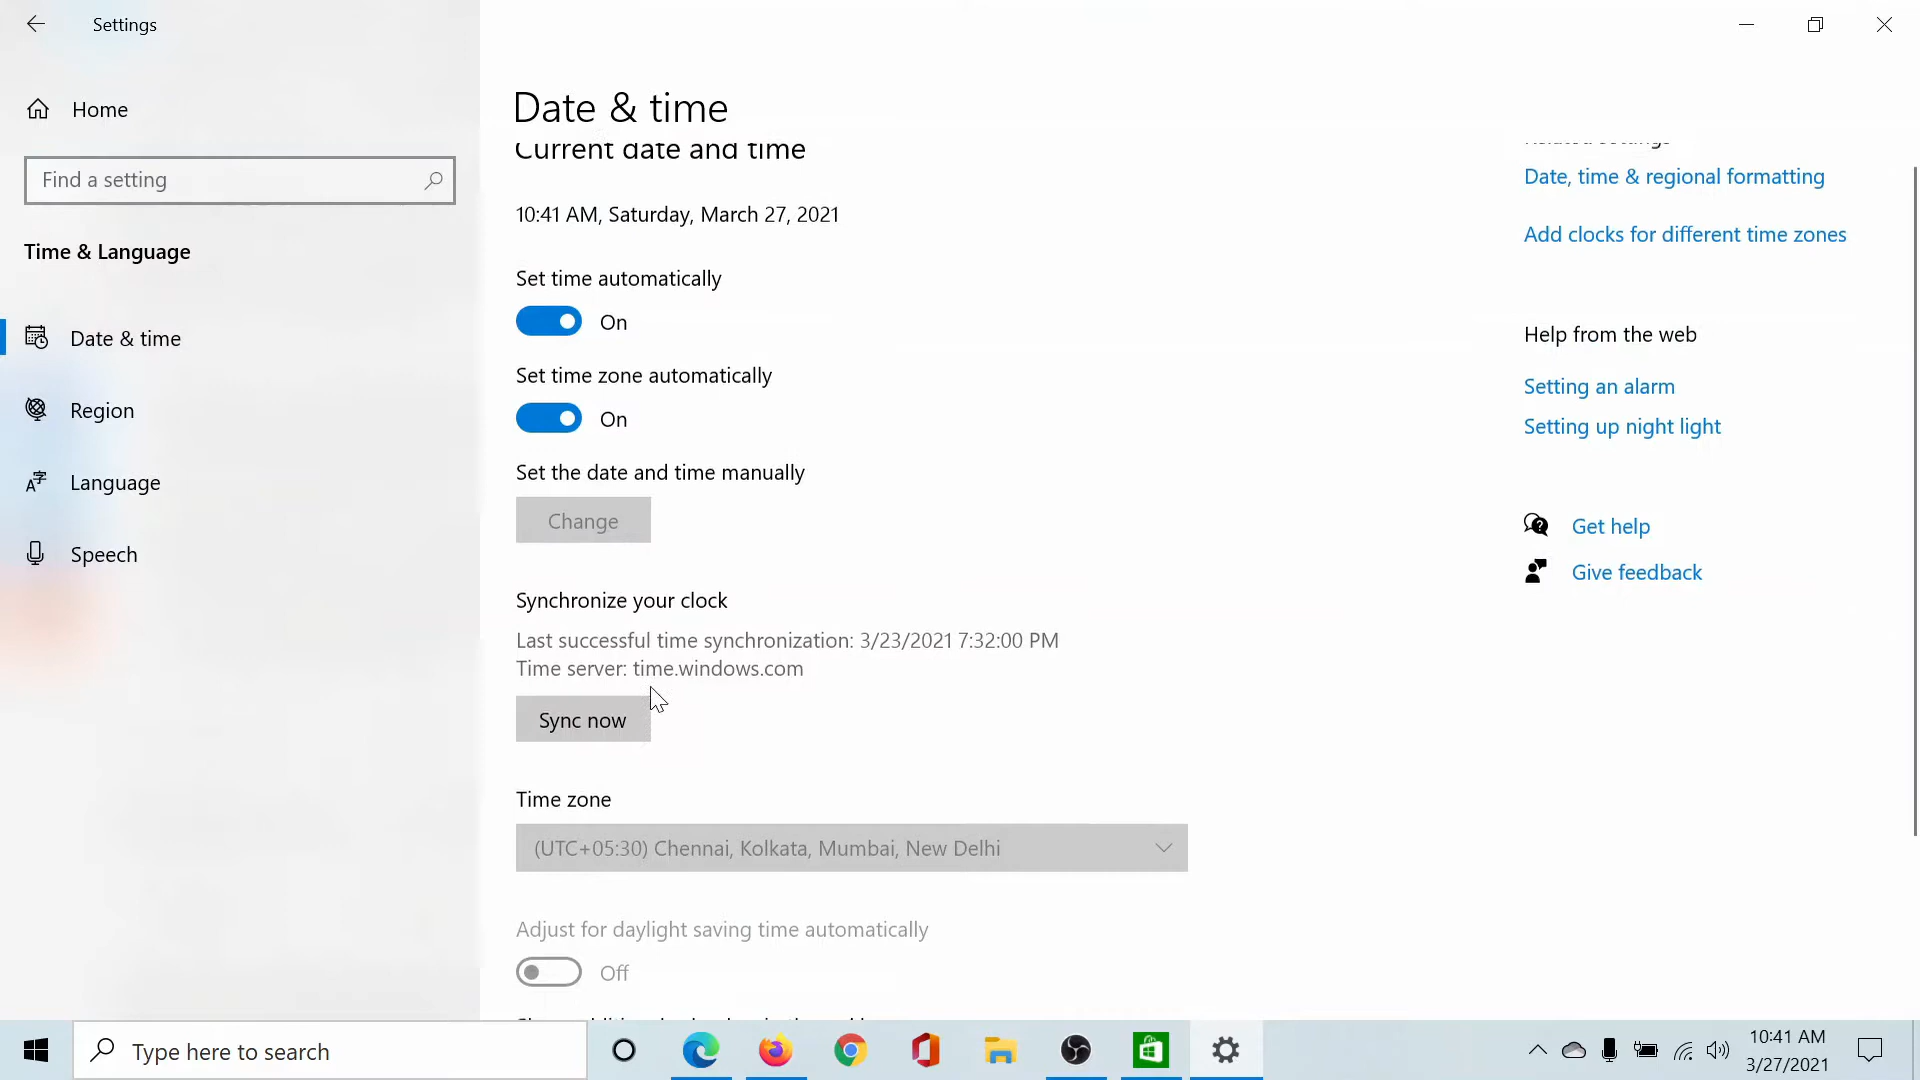 Settings
Home
Find a setting
Time & Language
Date & time
Region
Language
Speech
Date & time
Current date and time
10:41 AM, Saturday, March 27, 2021
Set time automatically
On
Set time zone automatically
On
Set the date and time manually
Change
Synchronize your clock
Last successful time synchronization: 3/23/2021 7:32:00 PM
Time server: time.windows.com
Sync now
Time zone
(UTC+05:30) Chennai, Kolkata, Mumbai, New Delhi
Adjust for daylight saving time automatically
Off
Related settings
Date, time & regional formatting
Add clocks for different time zones
Help from the web
Setting an alarm
Setting up night light
Get help
Give feedback
Type here to search
10:41 AM
3/27/2021